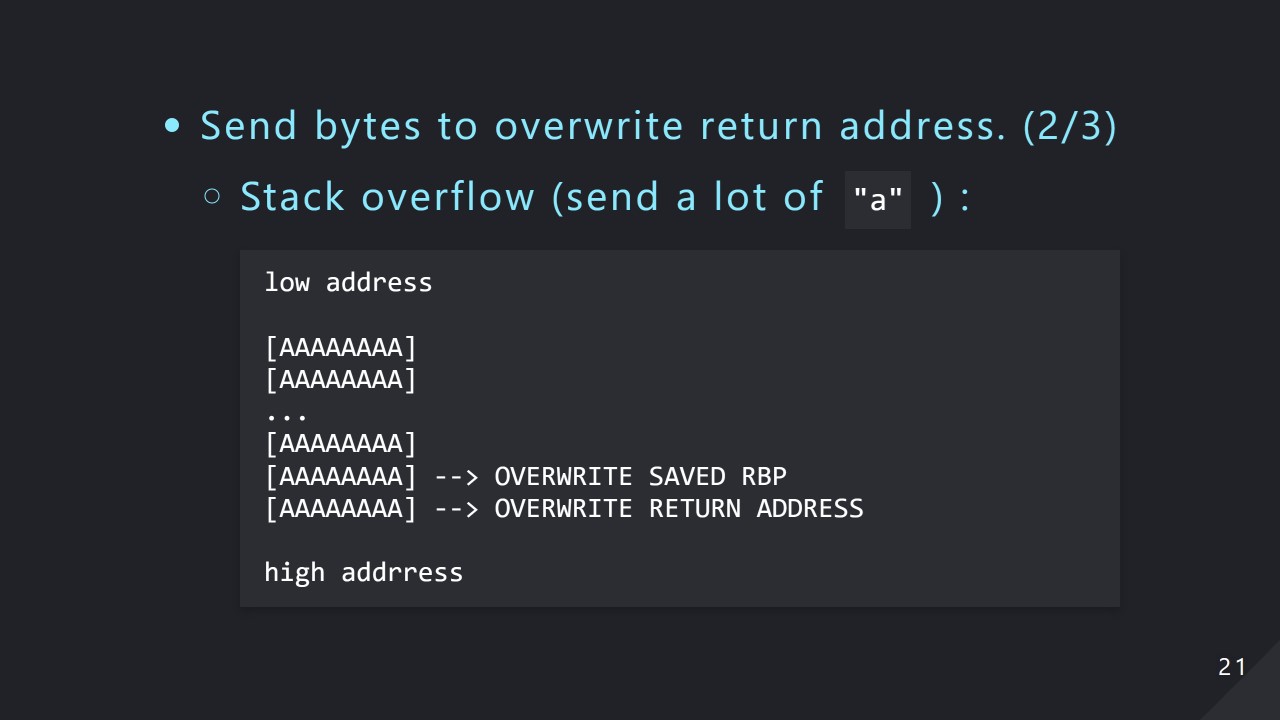 • Send bytes to overwrite return address. (2/3)
○ Stack overflow (send a lot of "a" ) :
low address
[AAAAAAAA]
[AAAAAAAA]
...
[AAAAAAAA]
[AAAAAAAA] --> OVERWRITE SAVED RBP
[AAAAAAAA] --> OVERWRITE RETURN ADDRESS
high addrress
21